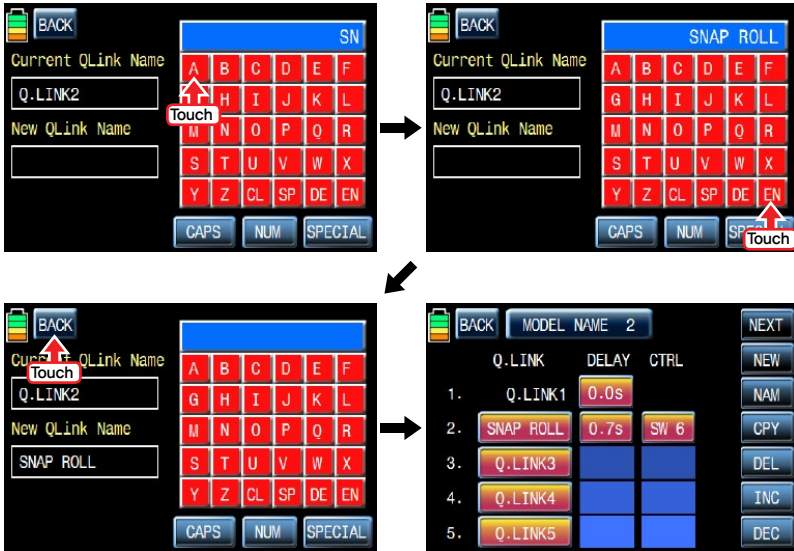 BACK
SN
Current QLink Name
A B C D E F
Q.LINK2
H I J K L
Touch
New QLink Name
M N O P Q R
S T U V W X
Y Z CL SP DE EN
CAPS NUM SPECIAL
BACK
SNAP ROLL
Current QLink Name
A B C D E F
Q.LINK2
G H I J K L
New QLink Name
M N O P Q R
S T U V W X
Y Z CL SP DE EN
CAPS NUM
Touch
BACK
Current QLink Name
Touch
A B C D E F
Q.LINK2
G H I J K L
New QLink Name
M N O P Q R
SNAP ROLL
S T U V W X
Y Z CL SP DE EN
CAPS NUM SPECIAL
BACK MODEL NAME 2 NEXT
Q.LINK DELAY CTRL NEW
1. Q.LINK1 0.0s NAM
2. SNAP ROLL 0.7s SW 6 CPY
3. Q.LINK3 DEL
4. Q.LINK4 INC
5. Q.LINK5 DEC